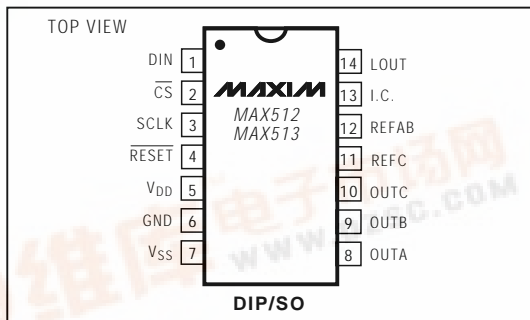 TOP VIEW
DIN 1
CS 2
SCLK 3
RESET 4
VDD 5
GND 6
VSS 7
MAXIM
MAX512
MAX513
14 LOUT
13 I.C.
12 REFAB
11 REFC
10 OUTC
9 OUTB
8 OUTA
DIP/SO